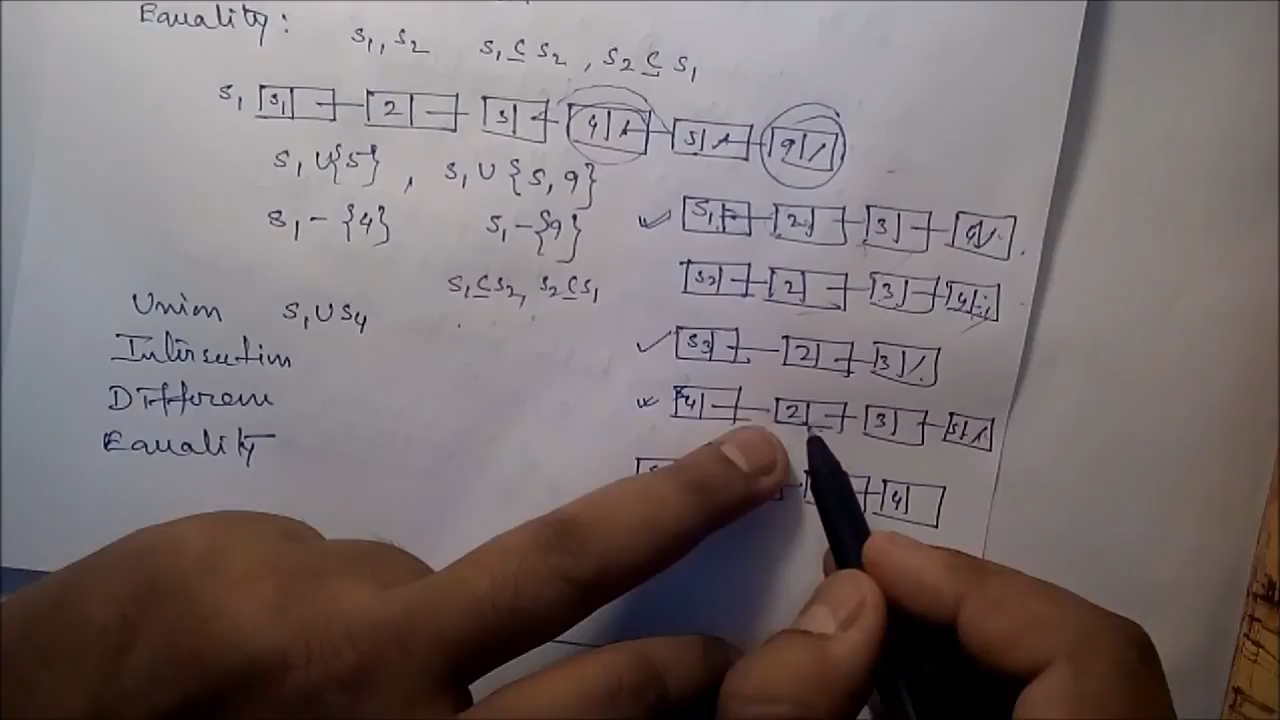 Equality:
S₁, S₂ S₁ ⊆ S₂ , S₂ ⊆ S₁
S₁ S₁ 2 3 4 5 9
S₁ ∪ {5} , S₁ ∪ {5, 9}
S₁ - {4} S₁ - {9}
S₁ ⊆ S₂, S₂ ⊆ S₁
Union S₁ ∪ S₄
Intersection
Difference
Equality
S₁ 2 3 4
S₂ 2 3 4
S₃ 2 3
4 2 3 5
4